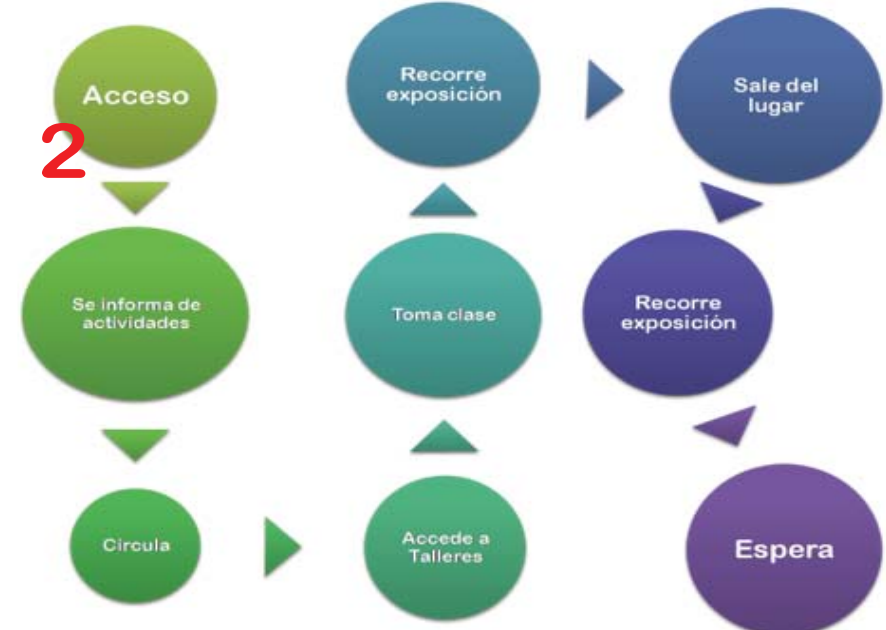 Acceso
2
Se informa de
actividades
Circula
Accede a
Talleres
Toma clase
Recorre
exposición
Sale del
lugar
Recorre
exposición
Espera